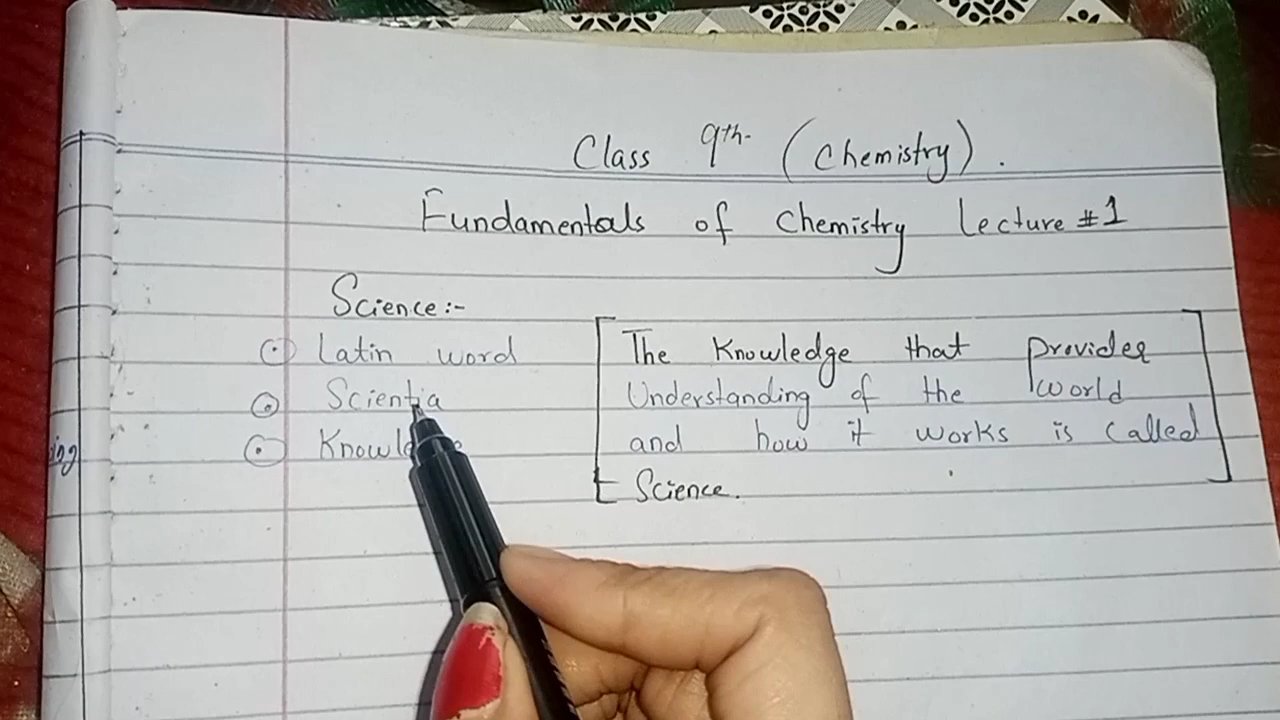 Class 9th. (Chemistry).
Fundamentals of Chemistry Lecture #1
Science:-
Latin word
Scientia
The Knowledge that provides
Understanding of the World
and how it works is called
Science.